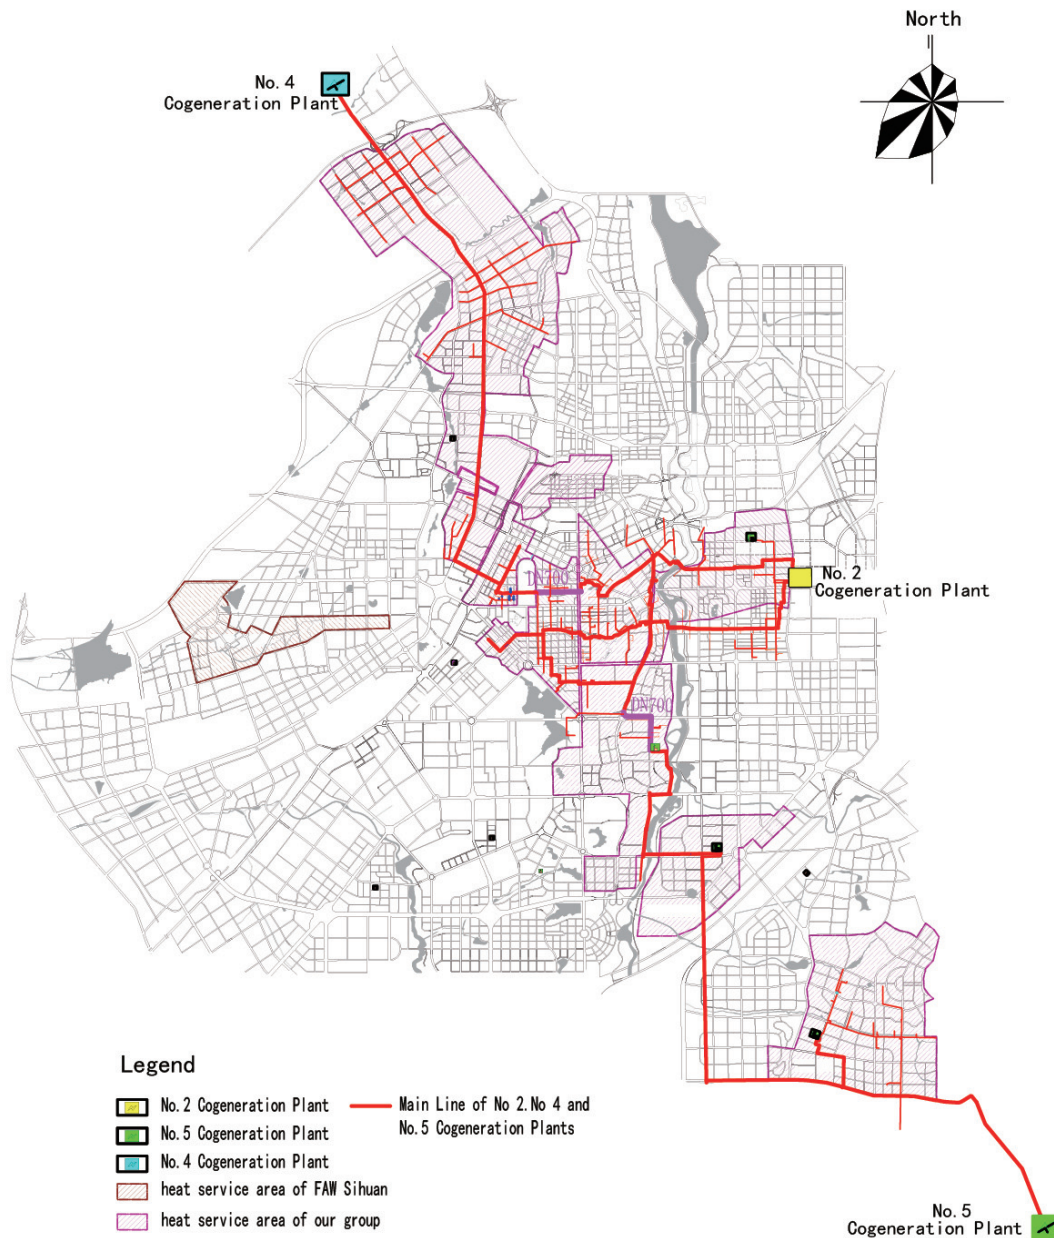 North
No. 4
Cogeneration Plant
No. 2
Cogeneration Plant
DN700
DN700
Legend
No. 2 Cogeneration Plant
No. 5 Cogeneration Plant
No. 4 Cogeneration Plant
heat service area of FAW Sihuan
heat service area of our group
Main Line of No 2. No 4 and
No. 5 Cogeneration Plants
No. 5
Cogeneration Plant